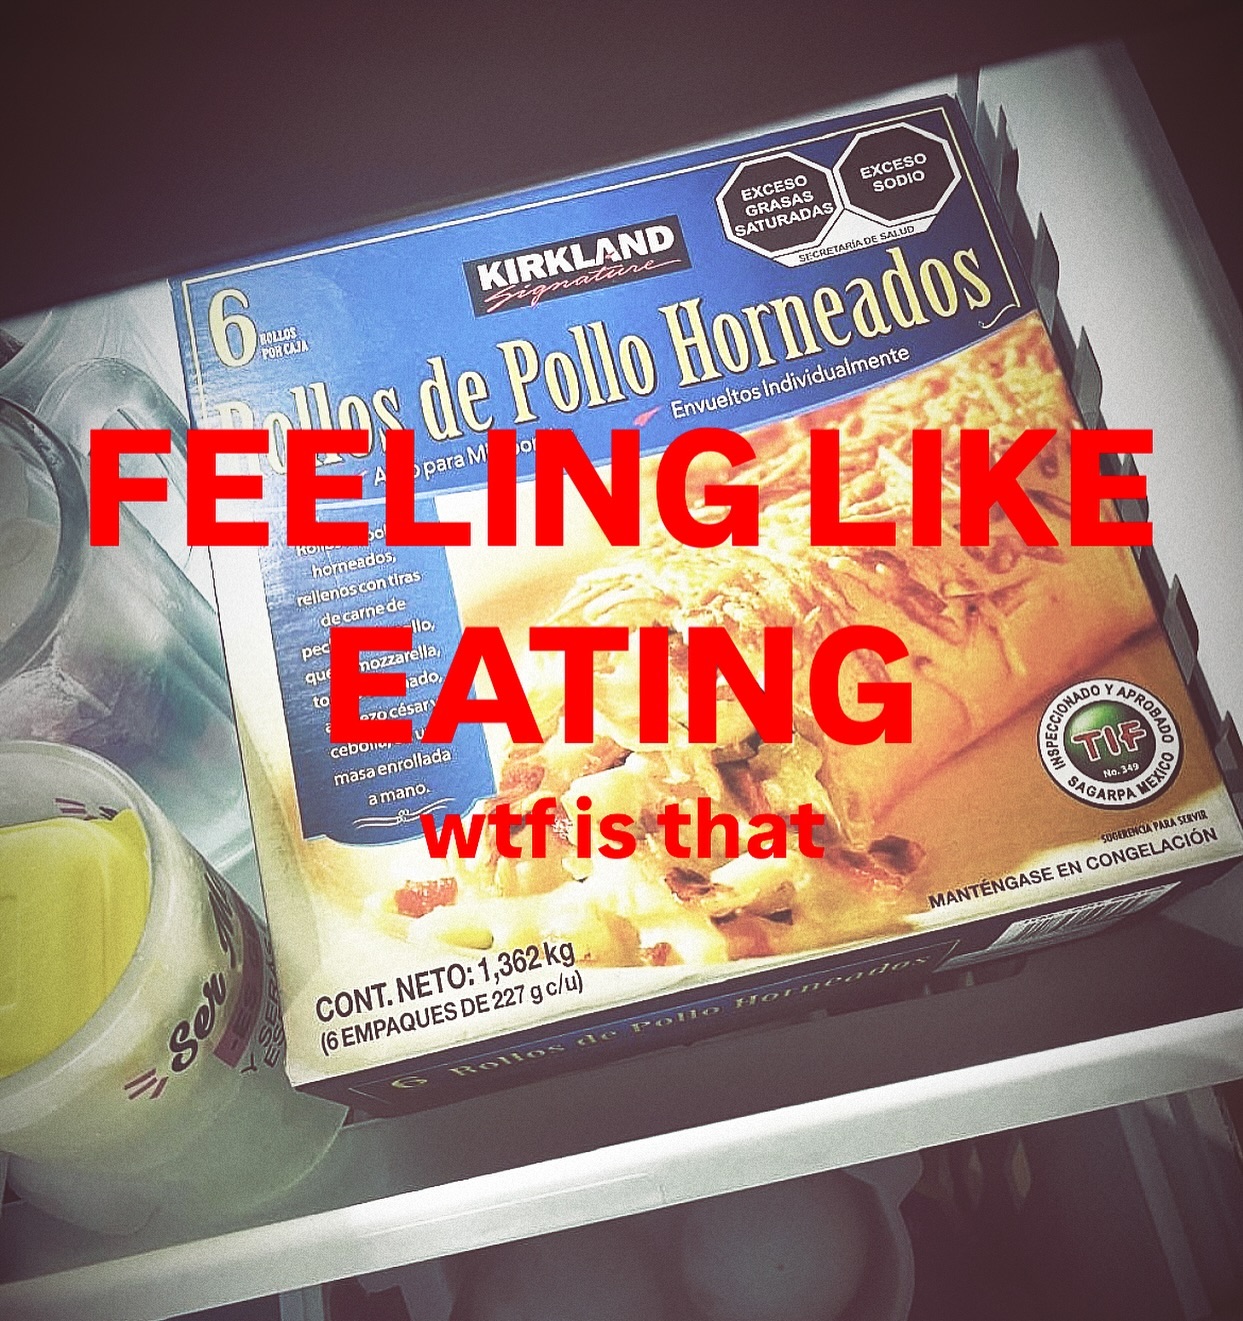 EXCESO
GRASAS
SATURADAS
EXCESO
SODIO
SECRETARÍA DE SALUD
KIRKLAND
Signature
6
ROLLOS
POR CAJA
Rollos de Pollo Horneados
para
Envueltos Individualmente
FEELING LIKE
EATING
wtf is that
horneados,
rellenos con tiras
de carne de
mozzarella,
masa enrollada
a mano.
INSPECCIONADO Y APROBADO
TIF
No. 349
SAGARPA MEXICO
SUGERENCIA PARA SERVIR
MANTÉNGASE EN CONGELACIÓN
CONT. NETO: 1,362 kg
(6 EMPAQUES DE 227 g c/u)
6 Rollos de Pollo Horneados